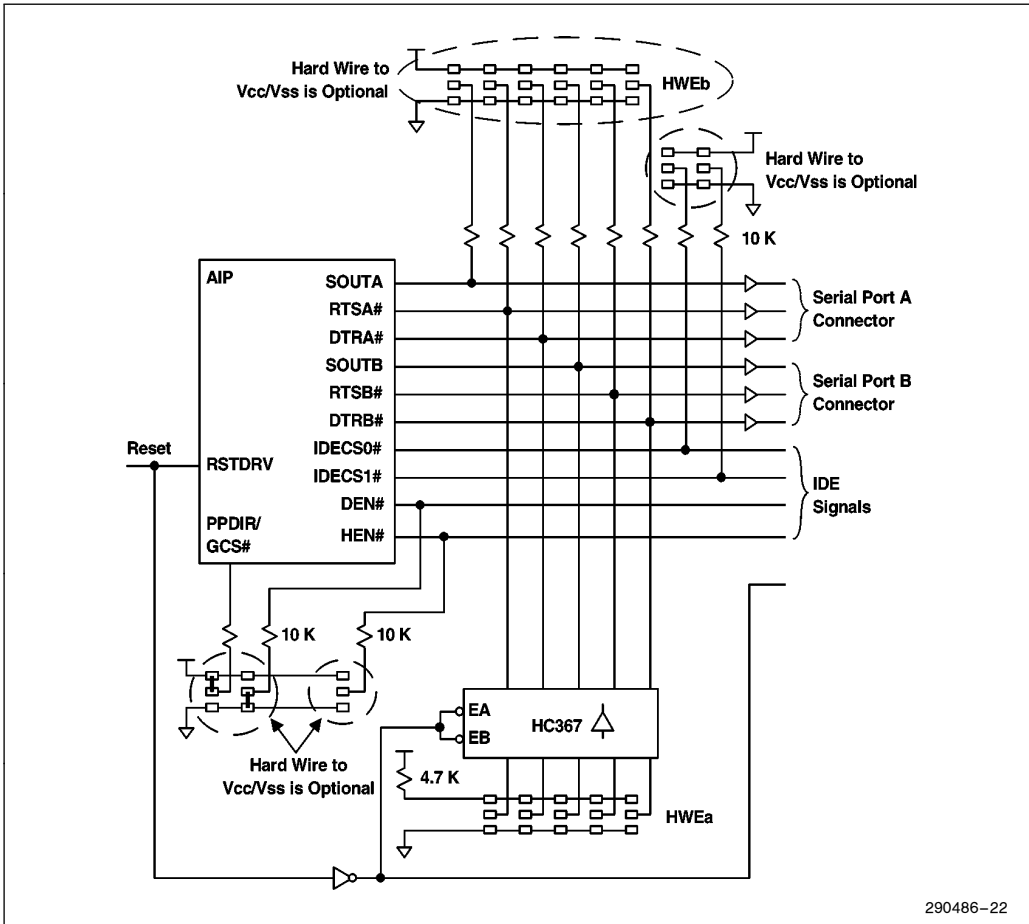 Hard Wire to
Vcc/Vss is Optional
HWEb
Hard Wire to
Vcc/Vss is Optional
10 K
AIP
SOUTA
RTSA#
DTRA#
SOUTB
RTSB#
DTRB#
IDECS0#
IDECS1#
DEN#
HEN#
Serial Port A
Connector
Serial Port B
Connector
IDE
Signals
Reset
RSTDRV
PPDIR/
GCS#
10 K
10 K
Hard Wire to
Vcc/Vss is Optional
EA
EB
HC367
4.7 K
HWEa
290486–22